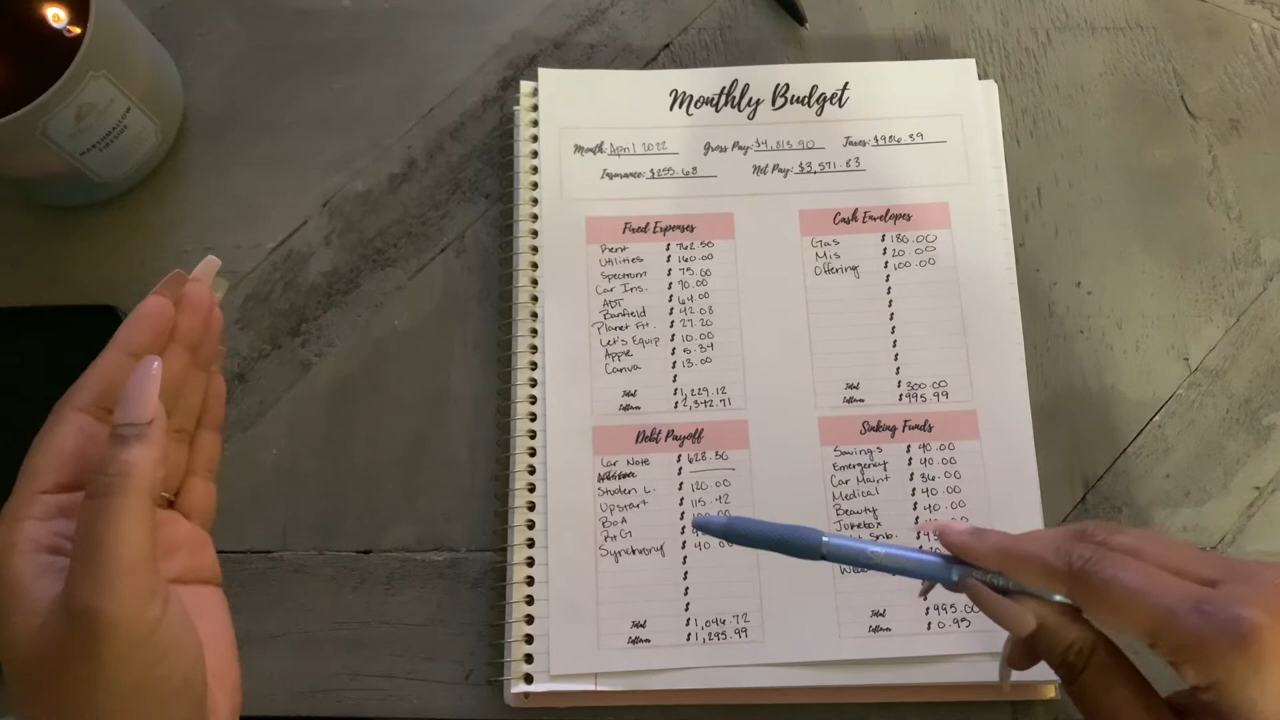 MARSHMALLOW
FIRESIDE
Monthly Budget
Month: April 2022 Gross Pay: $4,813.90 Taxes: $986.39
Insurance: $255.68 Net Pay: $3,571.83
Fixed Expenses
Rent $ 762.50
Utilities $ 160.00
Spectrum $ 75.00
Car Ins. $ 70.00
ADT $ 64.00
Banfield $ 42.08
Planet Fit. $ 27.20
Let's Equip $ 10.00
Apple $ 5.34
Canva $ 13.00
$
Total $ 1,229.12
Leftover $ 2,342.71
Cash Envelopes
Gas $ 180.00
Mis $ 20.00
Offering $ 100.00
$
$
$
$
$
$
$
$
Total $ 300.00
Leftover $ 995.99
Debt Payoff
Car Note $ 628.30
$
Studen L. $ 120.00
Upstart $ 115.42
BoA $
R+G $
Synchrony $ 40.00
$
$
$
$
Total $ 1,046.72
Leftover $ 1,295.99
Sinking Funds
Savings $ 40.00
Emergency $ 40.00
Car Maint $ 36.00
Medical $ 40.00
Beauty $ 40.00
Jukebox $
Total $ 995.00
Leftover $ 0.95